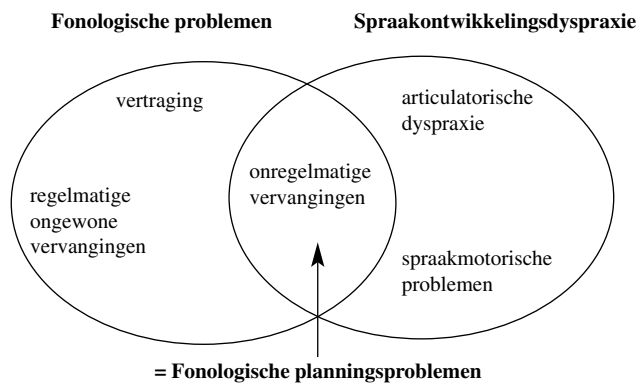 Fonologische problemen
Spraakontwikkelingsdyspraxie
vertraging
articulatorische
dyspraxie
onregelmatige
vervangingen
regelmatige
ongewone
vervangingen
spraakmotorische
problemen
= Fonologische planningsproblemen